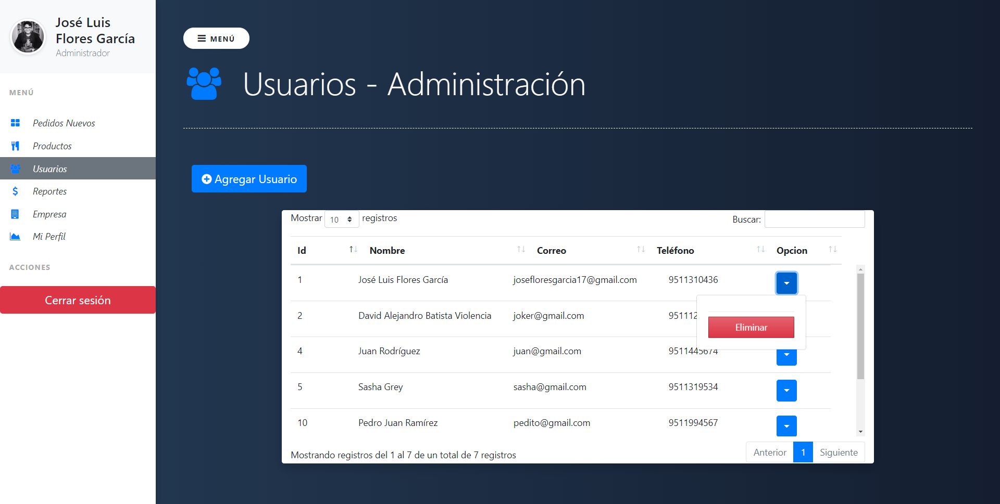 José Luis
Flores García
Administrador
MENÚ
Pedidos Nuevos
Productos
Usuarios
Reportes
Empresa
Mi Perfil
ACCIONES
Cerrar sesión
MENÚ
Usuarios - Administración
Agregar Usuario
Mostrar 10 registros Buscar:
Id Nombre Correo Teléfono Opcion
1 José Luis Flores García josefloresgarcia17@gmail.com 9511310436
2 David Alejandro Batista Violencia joker@gmail.com 951112
Eliminar
4 Juan Rodríguez juan@gmail.com 9511445674
5 Sasha Grey sasha@gmail.com 9511319534
10 Pedro Juan Ramírez pedito@gmail.com 9511994567
Mostrando registros del 1 al 7 de un total de 7 registros
Anterior 1 Siguiente